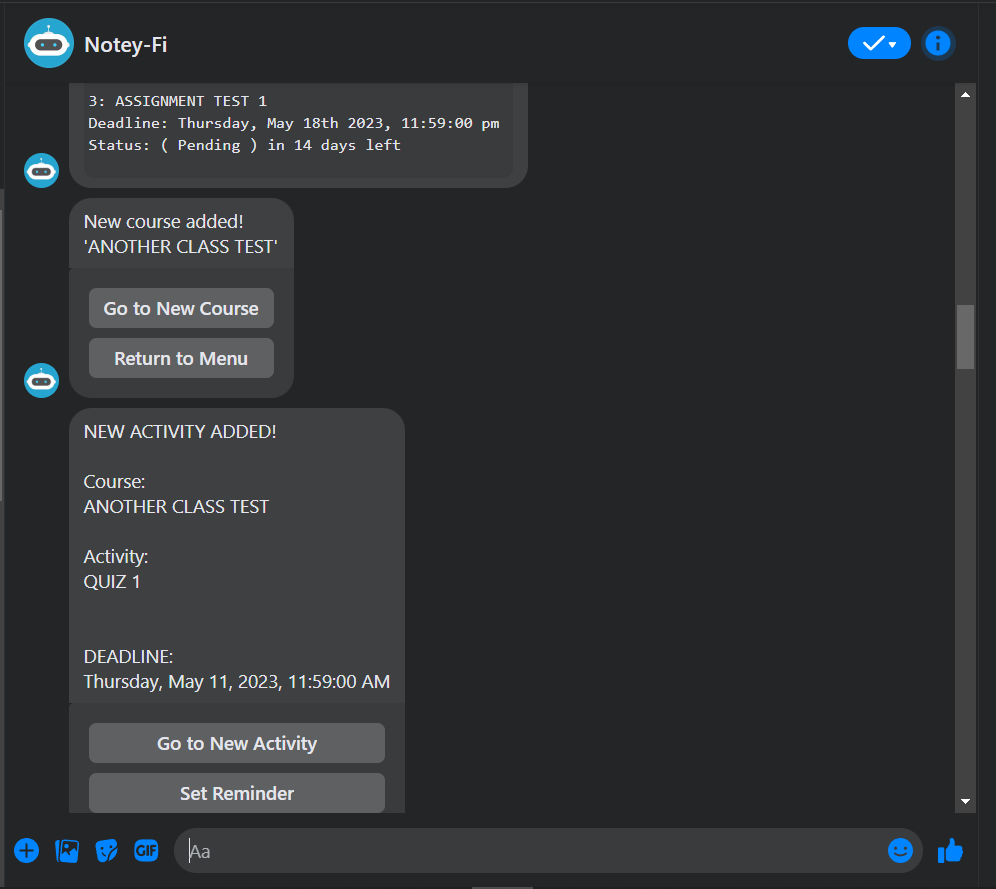 Notey-Fi
3: ASSIGNMENT TEST 1
Deadline: Thursday, May 18th 2023, 11:59:00 pm
Status: ( Pending ) in 14 days left
New course added!
'ANOTHER CLASS TEST'
Go to New Course
Return to Menu
NEW ACTIVITY ADDED!
Course:
ANOTHER CLASS TEST
Activity:
QUIZ 1
DEADLINE:
Thursday, May 11, 2023, 11:59:00 AM
Go to New Activity
Set Reminder
GIF
Aa